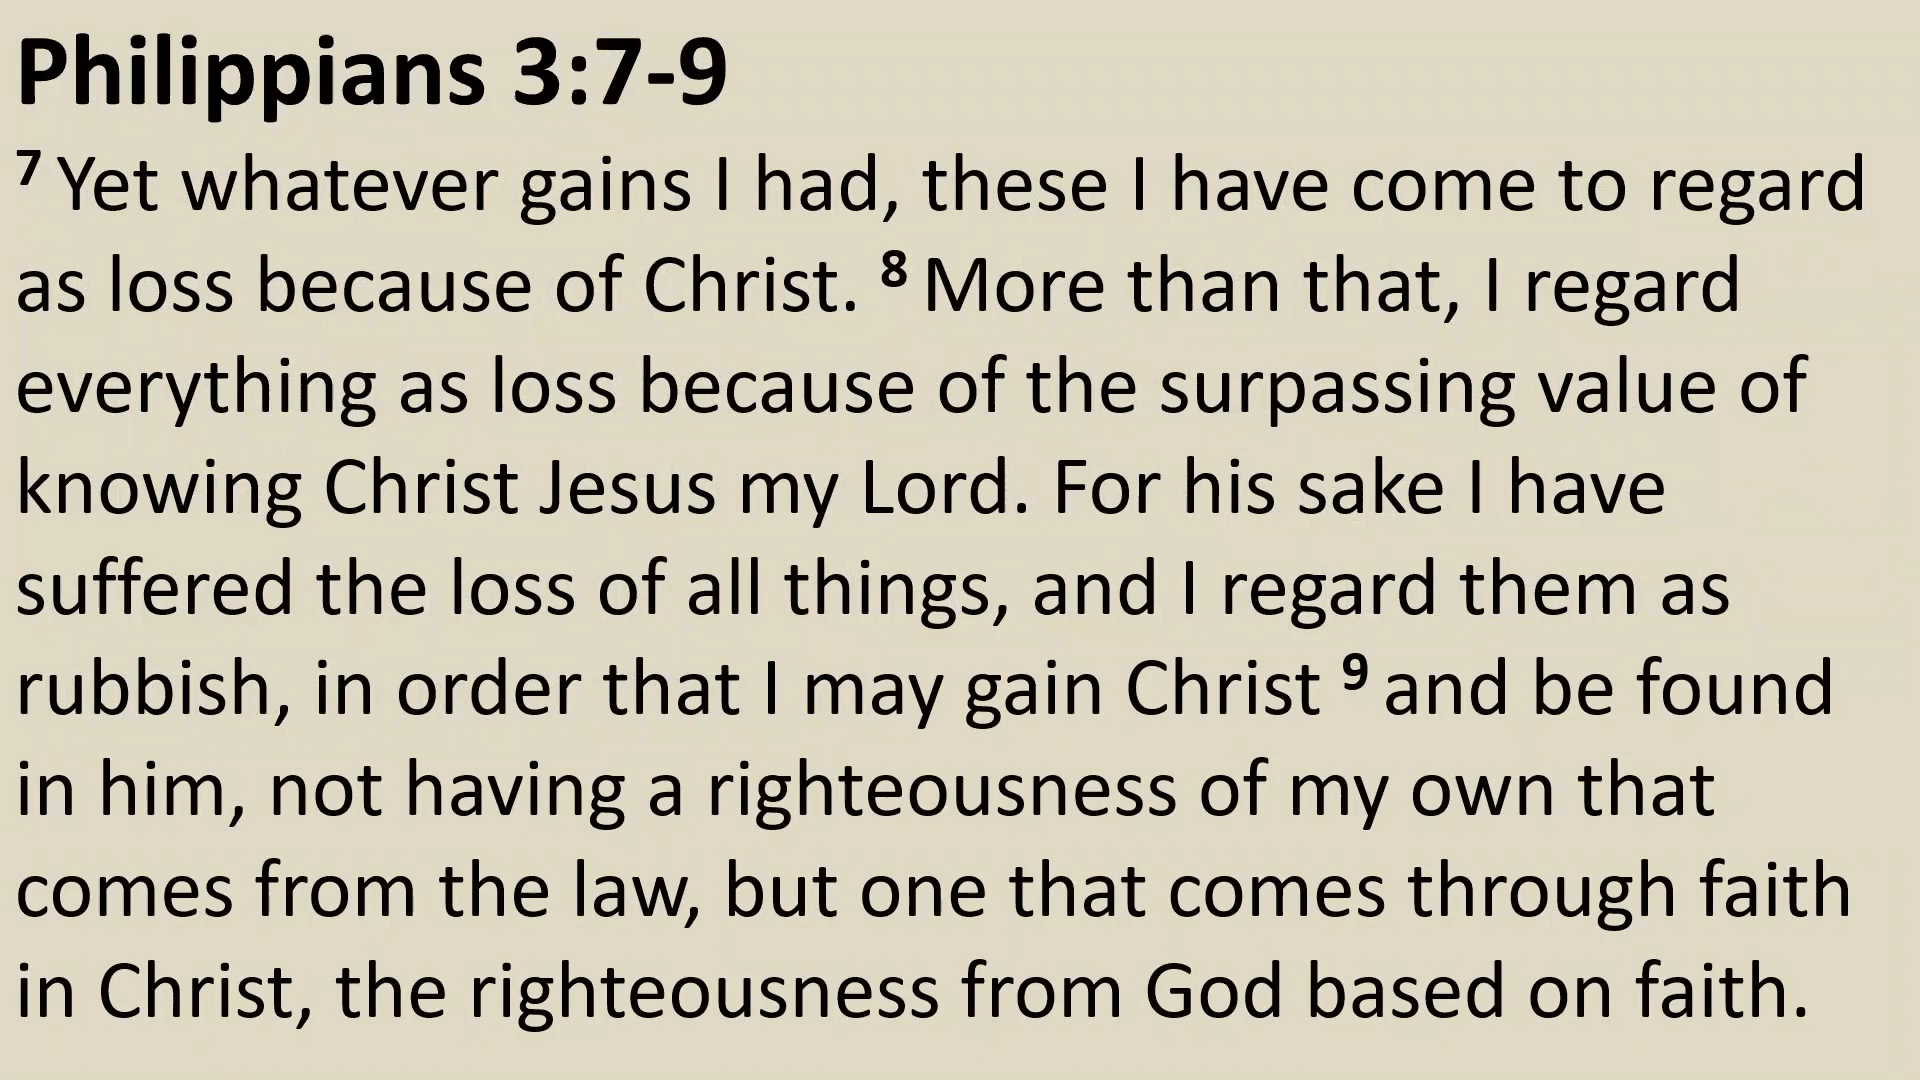 Philippians 3:7-9
7 Yet whatever gains I had, these I have come to regard
as loss because of Christ. 8 More than that, I regard
everything as loss because of the surpassing value of
knowing Christ Jesus my Lord. For his sake I have
suffered the loss of all things, and I regard them as
rubbish, in order that I may gain Christ 9 and be found
in him, not having a righteousness of my own that
comes from the law, but one that comes through faith
in Christ, the righteousness from God based on faith.